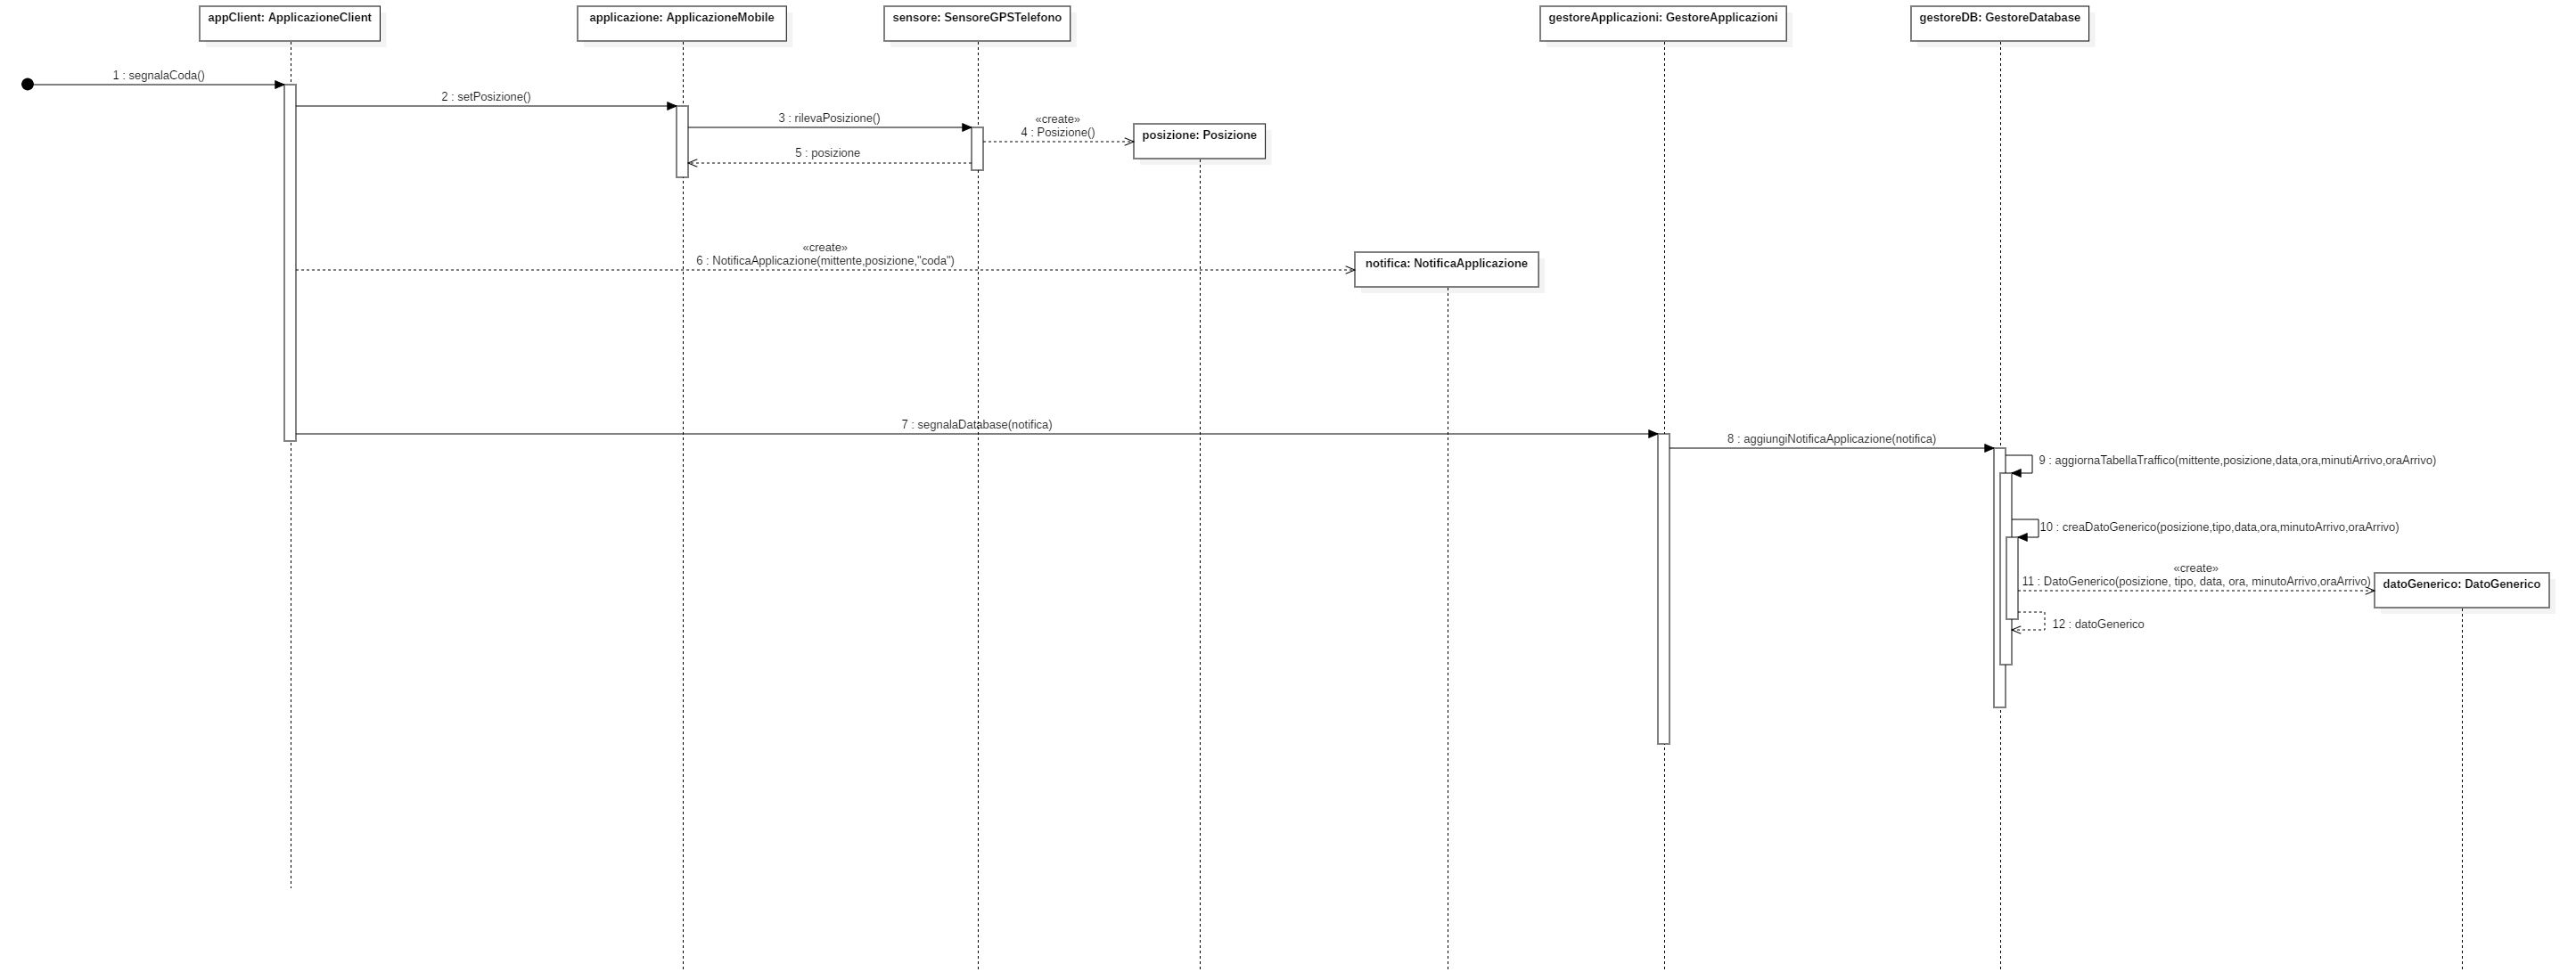 appClient: ApplicazioneClient
applicazione: ApplicazioneMobile
sensore: SensoreGPSTelefono
gestoreApplicazioni: GestoreApplicazioni
gestoreDB: GestoreDatabase
1 : segnalaCoda()
2 : setPosizione()
3 : rilevaPosizione()
«create»
4 : Posizione()
posizione: Posizione
5 : posizione
«create»
6 : NotificaApplicazione(mittente,posizione,"coda")
notifica: NotificaApplicazione
7 : segnalaDatabase(notifica)
8 : aggiungiNotificaApplicazione(notifica)
9 : aggiornaTabellaTraffico(mittente,posizione,data,ora,minutiArrivo,oraArrivo)
10 : creaDatoGenerico(posizione,tipo,data,ora,minutoArrivo,oraArrivo)
«create»
11 : DatoGenerico(posizione, tipo, data, ora, minutoArrivo,oraArrivo)
datoGenerico: DatoGenerico
12 : datoGenerico